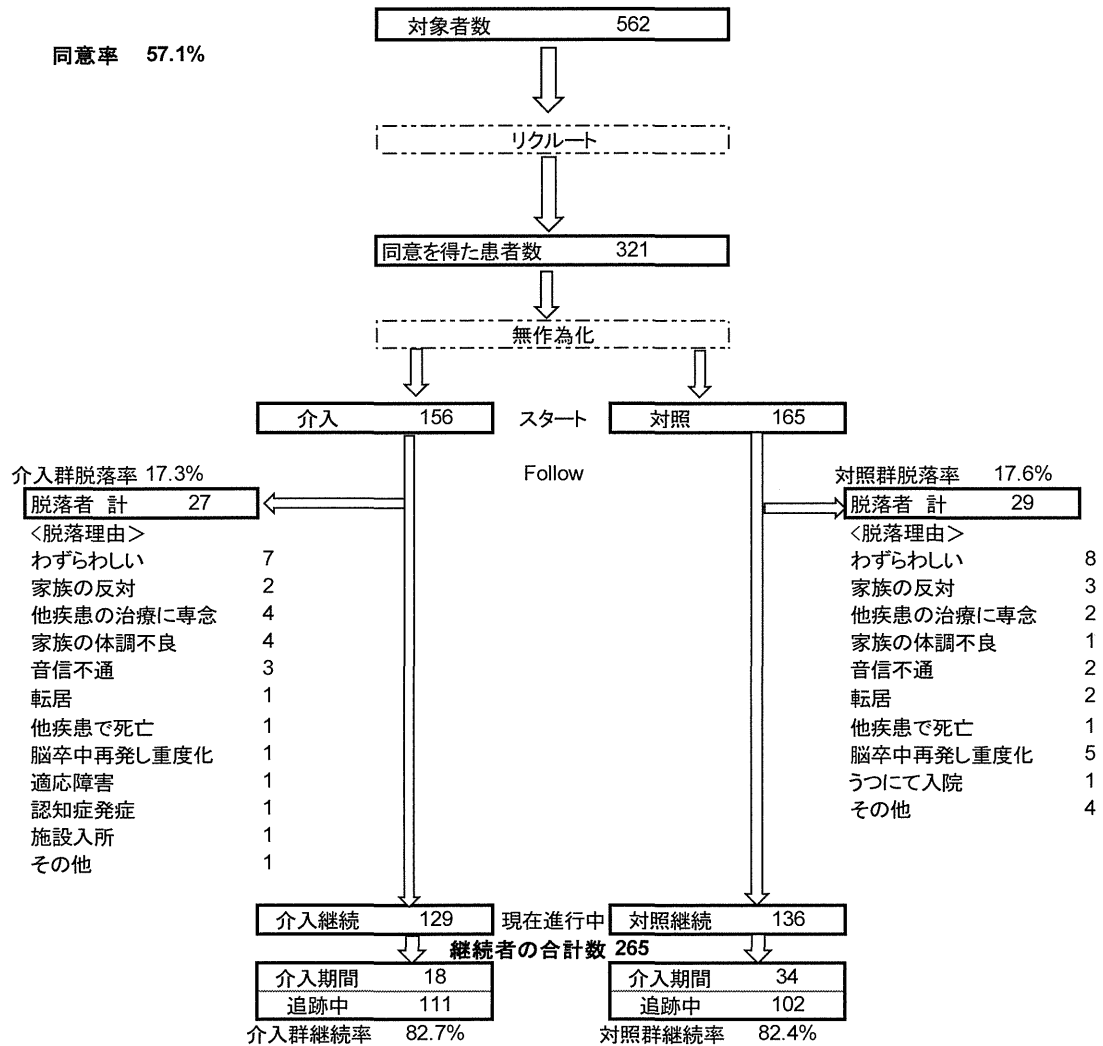 対象者数 562
同意率 57.1%
リクルート
同意を得た患者数 321
無作為化
介入 156 スタート 対照 165
Follow
介入群脱落率 17.3%
脱落者 計 27
<脱落理由>
わずらわしい 7
家族の反対 2
他疾患の治療に専念 4
家族の体調不良 4
音信不通 3
転居 1
他疾患で死亡 1
脳卒中再発し重度化 1
適応障害 1
認知症発症 1
施設入所 1
その他 1
対照群脱落率 17.6%
脱落者 計 29
<脱落理由>
わずらわしい 8
家族の反対 3
他疾患の治療に専念 2
家族の体調不良 1
音信不通 2
転居 2
他疾患で死亡 1
脳卒中再発し重度化 5
うつにて入院 1
その他 4
介入継続 129 現在進行中 対照継続 136
継続者の合計数 265
介入期間 18
追跡中 111
介入群継続率 82.7%
介入期間 34
追跡中 102
対照群継続率 82.4%